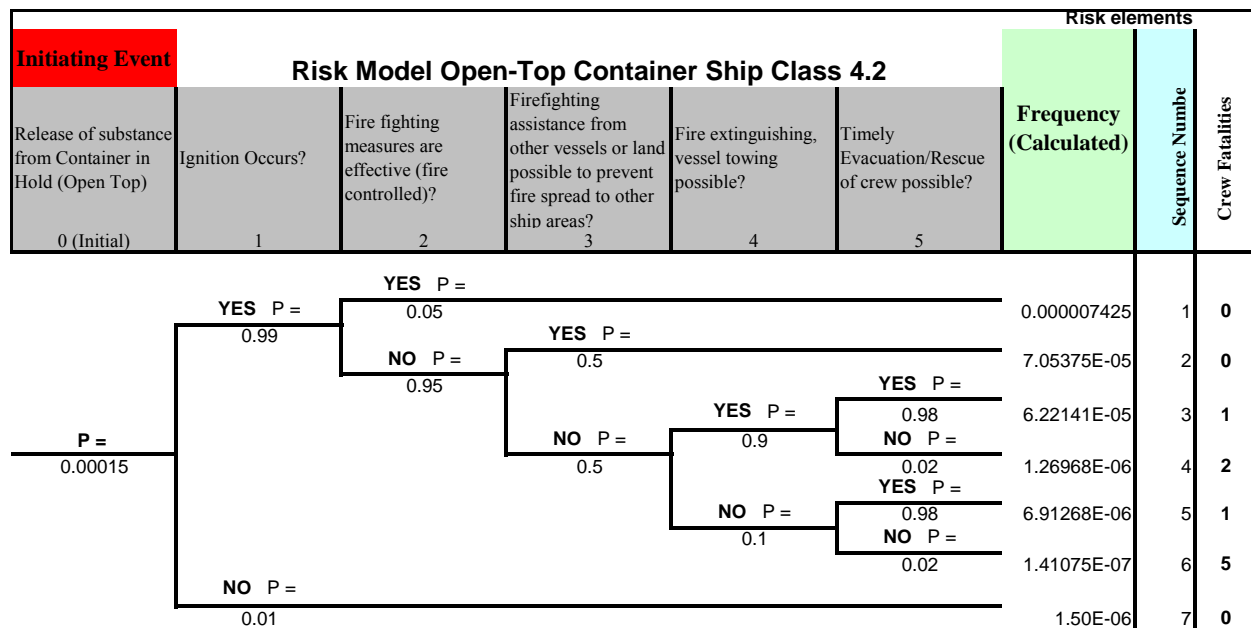 Risk elements
Initiating Event
Risk Model Open-Top Container Ship Class 4.2
Release of substance
from Container in
Hold (Open Top)
0 (Initial)
Ignition Occurs?
1
Fire fighting
measures are
effective (fire
controlled)?
2
Firefighting
assistance from
other vessels or land
possible to prevent
fire spread to other
ship areas?
3
Fire extinguishing,
vessel towing
possible?
4
Timely
Evacuation/Rescue
of crew possible?
5
Frequency
(Calculated)
Sequence Numbe
Crew Fatalities
YES P =
0.05
0.000007425 1 0
YES P =
0.99
YES P =
0.5
7.05375E-05 2 0
NO P =
0.95
YES P =
0.98
6.22141E-05 3 1
YES P =
0.9
NO P =
0.02
1.26968E-06 4 2
P =
0.00015
NO P =
0.5
YES P =
0.98
6.91268E-06 5 1
NO P =
0.1
NO P =
0.02
1.41075E-07 6 5
NO P =
0.01
1.50E-06 7 0